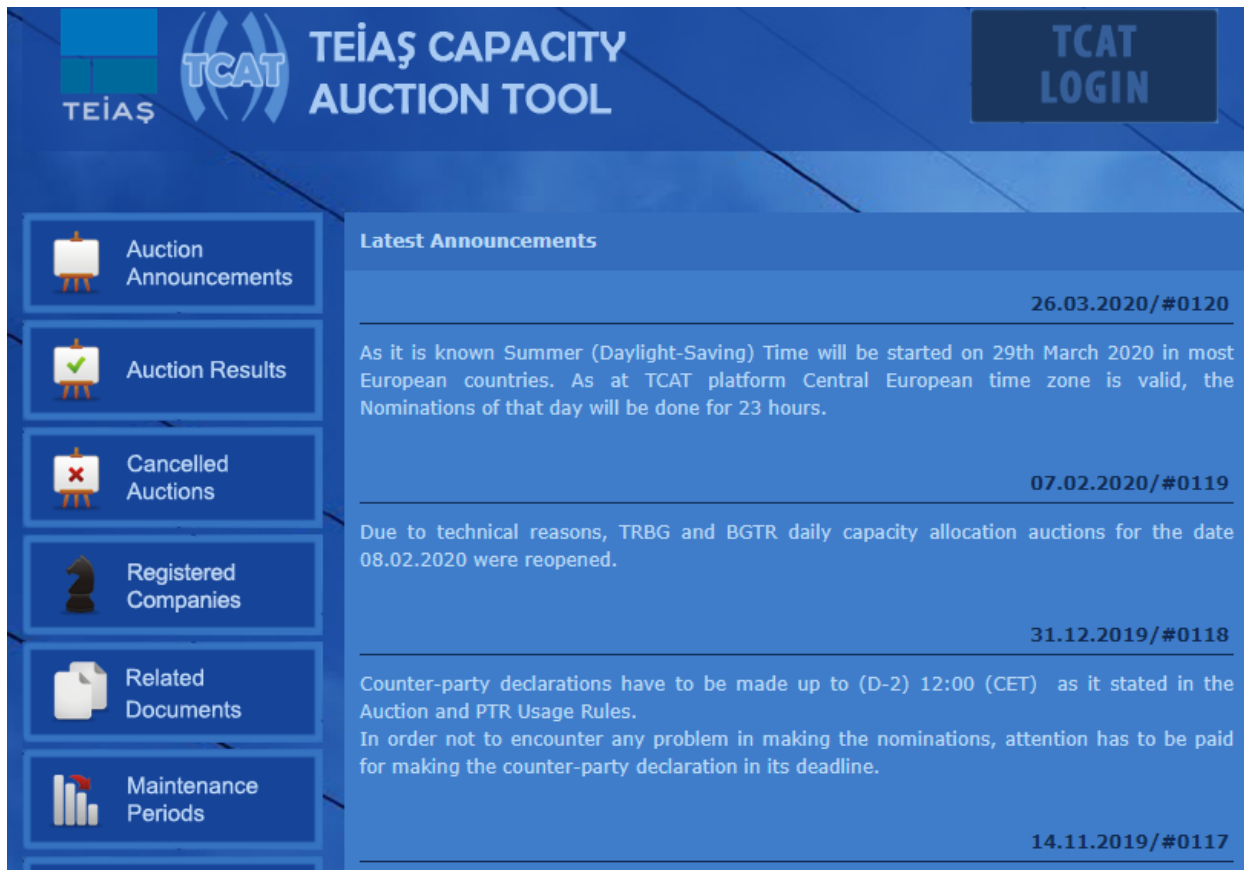 TEİAŞ
TCAT
TEİAŞ CAPACITY
AUCTION TOOL
TCAT
LOGIN
Auction
Announcements
Auction Results
Cancelled
Auctions
Registered
Companies
Related
Documents
Maintenance
Periods
Latest Announcements
26.03.2020/#0120
As it is known Summer (Daylight-Saving) Time will be started on 29th March 2020 in most
European countries. As at TCAT platform Central European time zone is valid, the
Nominations of that day will be done for 23 hours.
07.02.2020/#0119
Due to technical reasons, TRBG and BGTR daily capacity allocation auctions for the date
08.02.2020 were reopened.
31.12.2019/#0118
Counter-party declarations have to be made up to (D-2) 12:00 (CET) as it stated in the
Auction and PTR Usage Rules.
In order not to encounter any problem in making the nominations, attention has to be paid
for making the counter-party declaration in its deadline.
14.11.2019/#0117